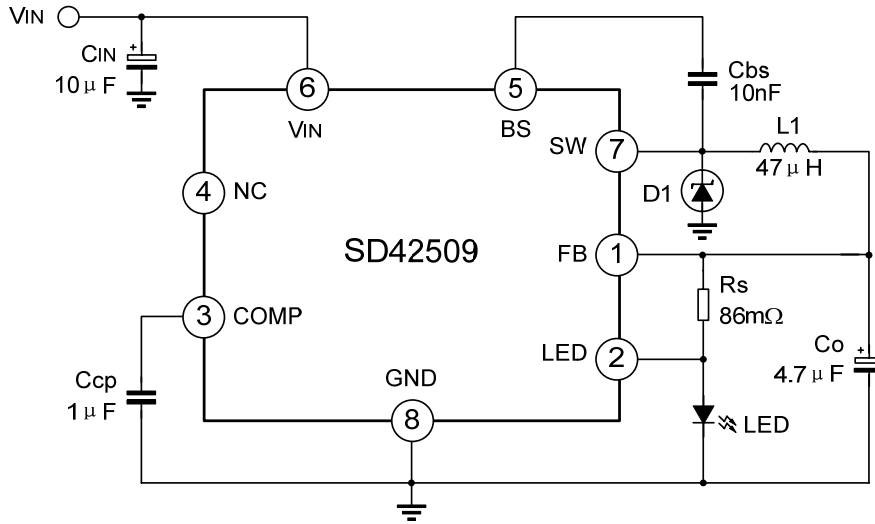 VIN
CIN
+
10μF
6
VIN
5
BS
Cbs
10nF
SW
7
L1
47μH
D1
4
NC
SD42509
FB
1
Rs
86mΩ
3
COMP
LED
2
Co
+
4.7μF
Ccp
1μF
GND
8
LED